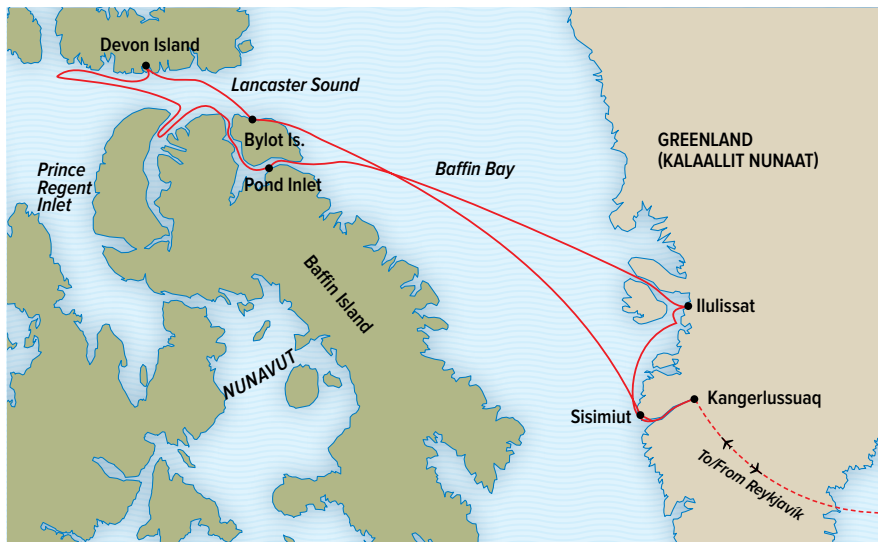 Devon Island
Lancaster Sound
Bylot Is.
GREENLAND
(KALAALLIT NUNAAT)
Prince
Regent
Inlet
Pond Inlet
Baffin Bay
Baffin Island
Ilulissat
NUNAVUT
Kangerlussuaq
Sisimiut
To/From Reykjavik